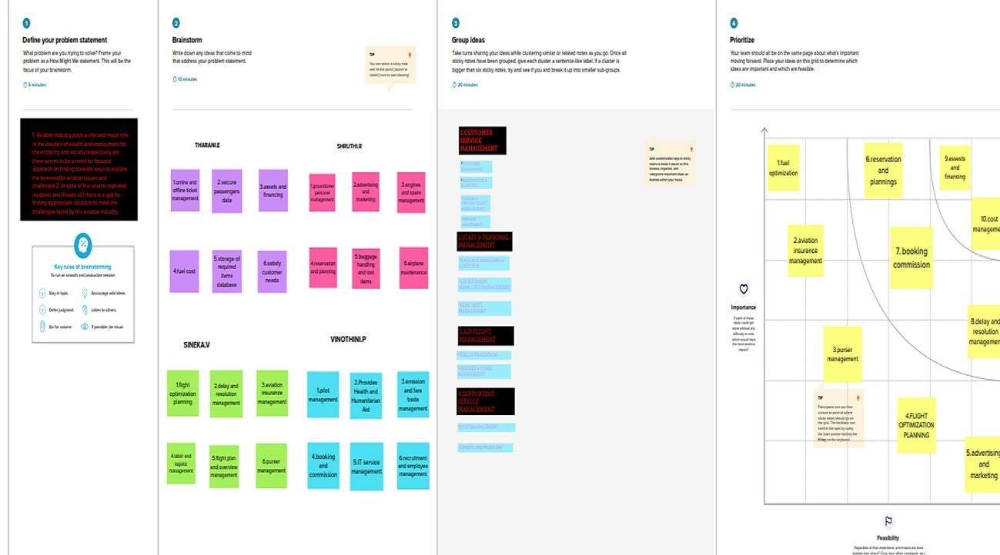 1
Define your problem statement
What problem are you trying to solve? Frame your
problem as a How Might We statement. This will be the
focus of your brainstorm.
5 minutes
1. Aviation industry plays a vital and major role
in the creation of wealth and employment for
the economy and society respectively yet
there seems to be a need for focused
approach on finding possible ways to explore
the foreseeable aviation issues and
challenges.2. In spite of the several repeated
incidents and threats still there is a gap for
finding appropriate solutions to meet the
challenges faced by the aviation industry.
Key rules of brainstorming
To run an smooth and productive session
Stay in topic.
Encourage wild ideas.
Defer judgment.
Listen to others.
Go for volume.
If possible, be visual.
2
Brainstorm
Write down any ideas that come to mind
that address your problem statement.
10 minutes
TIP
You can select a sticky note
and hit the pencil [switch to
sketch] icon to start drawing!
THARANI.E
1.online and
offline ticket
management
2.secure
passengers
data
3.assets and
financing
4.fuel cost
5.storage of
required
items
database
6.satisfy
customer
needs
SHRUTHI.R
1.groundcrew
personal
management
2.advertising
and
marketing
3.engines
and spare
management
4.reservation
and planning
5.baggage
handling
and lost
items
6.airplane
maintenance
SINEKA.V
1.flight
optimization
planning
2.delay and
resolution
management
3.aviation
insurance
management
4.labor and
logistic
management
5.flight plan
and overview
management
6.purser
management
VINOTHINI.P
1.pilot
management
2.Provides
Health and
Humanitarian
Aid
3.emission
and fare
trade
management
4.booking
and
commission
5.IT service
management
6.recruitment
and employee
management
3
Group ideas
Take turns sharing your ideas while clustering similar or related notes as you go. Once all
sticky notes have been grouped, give each cluster a sentence-like label. If a cluster is
bigger than six sticky notes, try and see if you and break it up into smaller sub-groups.
20 minutes
TIP
Add customizable tags to sticky
notes to make it easier to find,
browse, organize, and
categorize important ideas as
themes within your mural.
1.CUSTOMER
SERVICE
MANAGEMENT
2.STAFF & PERSONAL
MANAGEMENT
*BAGGAGE HANDLING &
LOST ITEM
*RECRUITMENT
&EMPLOYEE MANAGEMENT
*PERSONNEL
MANAGEMENT
3.AIR FLIGHT
MANAGEMENT
*FUEL OPTIMIZATION
*ENGINES & SPARE
MANAGEMENT
4.SUPPORTING
SERVICE
MANAGEMENT
*COST MANAGEMENT
*ASSETS AND FINANCING
4
Prioritize
Your team should all be on the same page about what's important
moving forward. Place your ideas on this grid to determine which
ideas are important and which are feasible.
20 minutes
1.fuel
optimization
6.reservation
and
plannings
9.assests
and
financing
10.cost
manageme
2.aviation
insurance
management
7.booking
commission
8.delay and
resolution
managemen
3.purser
management
4.FLIGHT
OPTIMIZATION
PLANNING
5.advertising
and
marketing
TIP
Participants can use their
cursors to point at where
sticky notes should go on
the grid. The facilitator can
confirm the spot by using
the laser pointer holding the
H key on the keyboard.
Importance
If each of these
tasks could get
done without any
difficulty or cost,
which would have
the most positive
impact?
Feasibility
Regardless of their importance, which tasks are more
feasible than others? (Cost, time, effort, complexity, etc.)